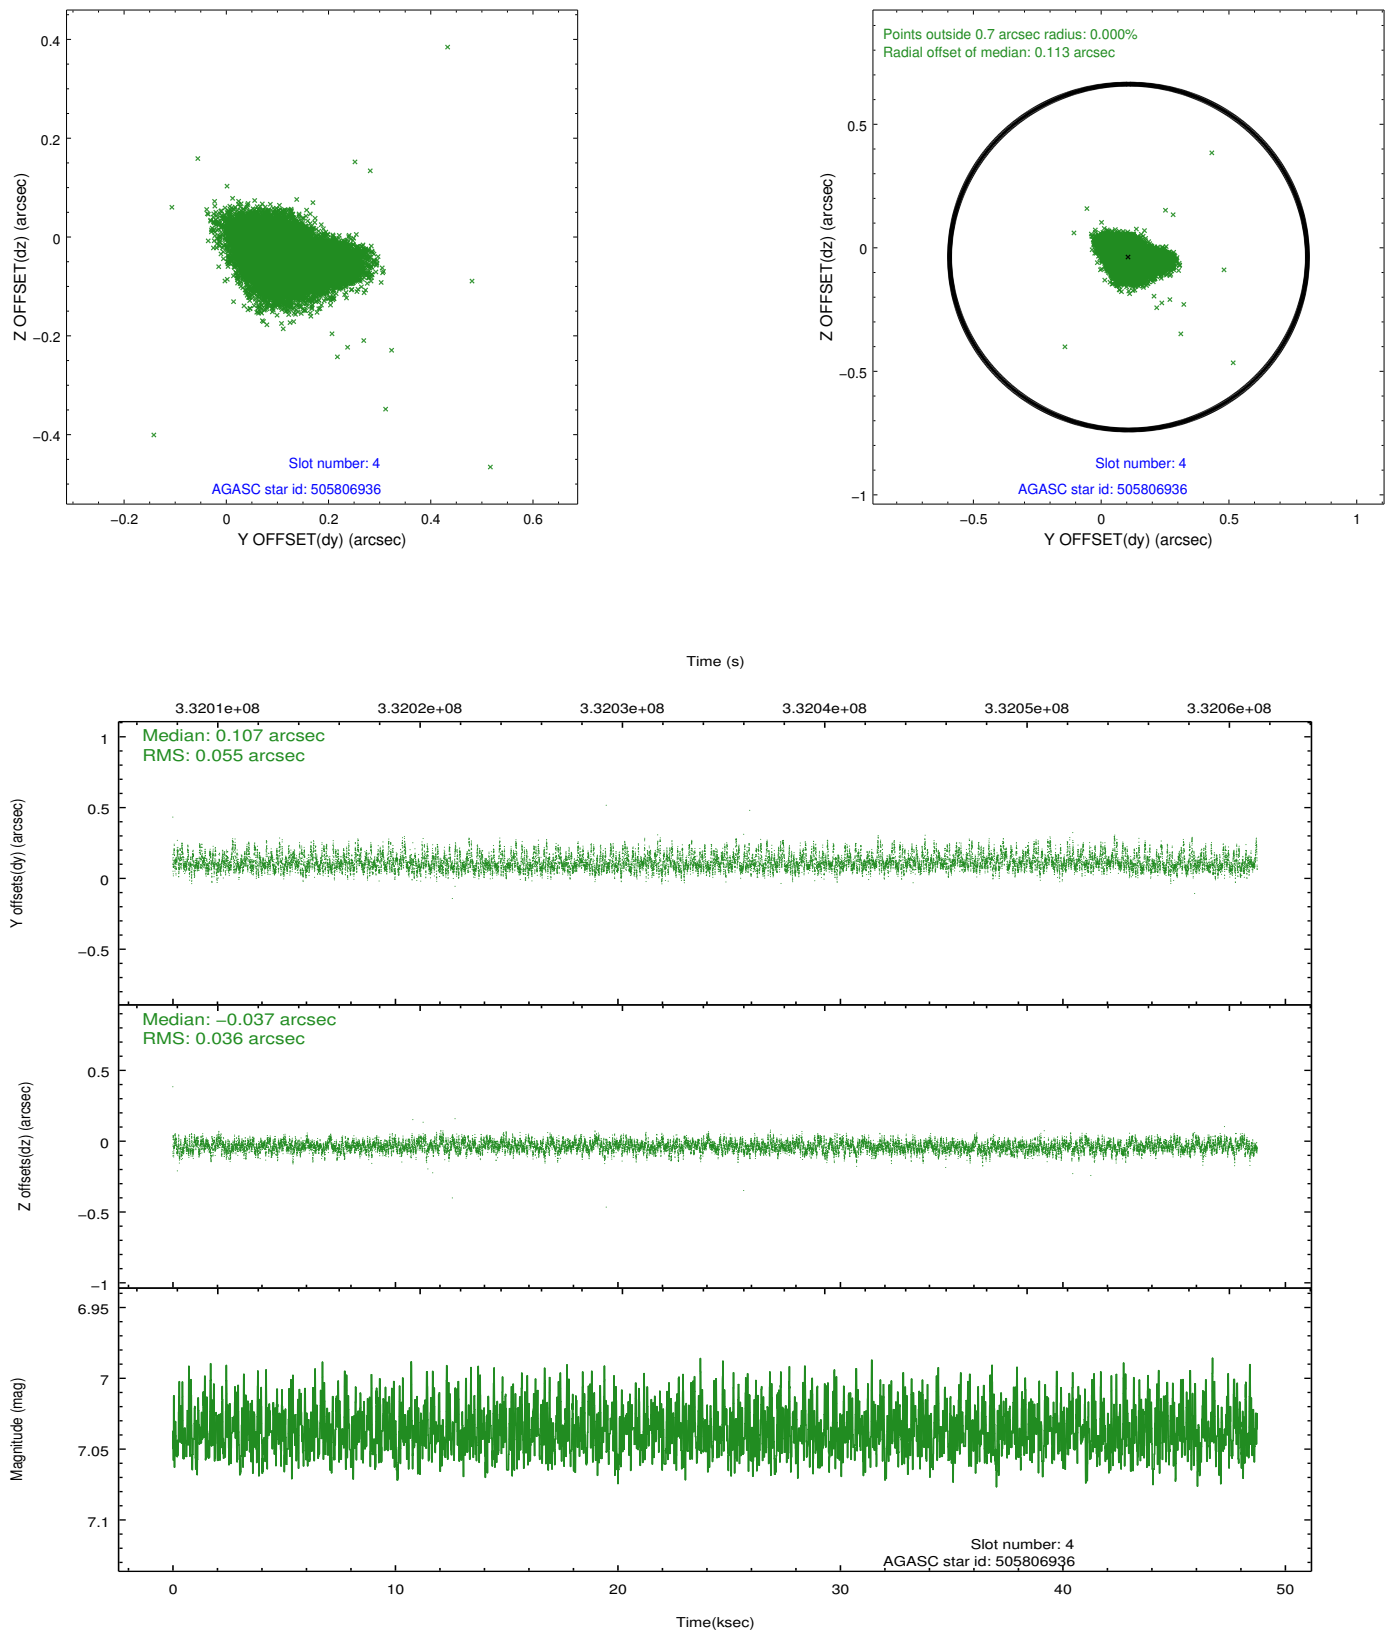 0.4
0.2
0
−0.2
−0.4
Z OFFSET(dz) (arcsec)
Slot number: 4
AGASC star id: 505806936
−0.2 0 0.2 0.4 0.6
Y OFFSET(dy) (arcsec)
Points outside 0.7 arcsec radius: 0.000%
Radial offset of median: 0.113 arcsec
0.5
0
−0.5
−1
Z OFFSET(dz) (arcsec)
Slot number: 4
AGASC star id: 505806936
−0.5 0 0.5 1
Y OFFSET(dy) (arcsec)
Time (s)
3.3201e+08 3.3202e+08 3.3203e+08 3.3204e+08 3.3205e+08 3.3206e+08
Median: 0.107 arcsec
RMS: 0.055 arcsec
1
0.5
0
−0.5
Y offsets(dy) (arcsec)
Median: −0.037 arcsec
RMS: 0.036 arcsec
0.5
0
−0.5
−1
Z offsets(dz) (arcsec)
6.95
7
7.05
7.1
Magnitude (mag)
Slot number: 4
AGASC star id: 505806936
0 10 20 30 40 50
Time(ksec)